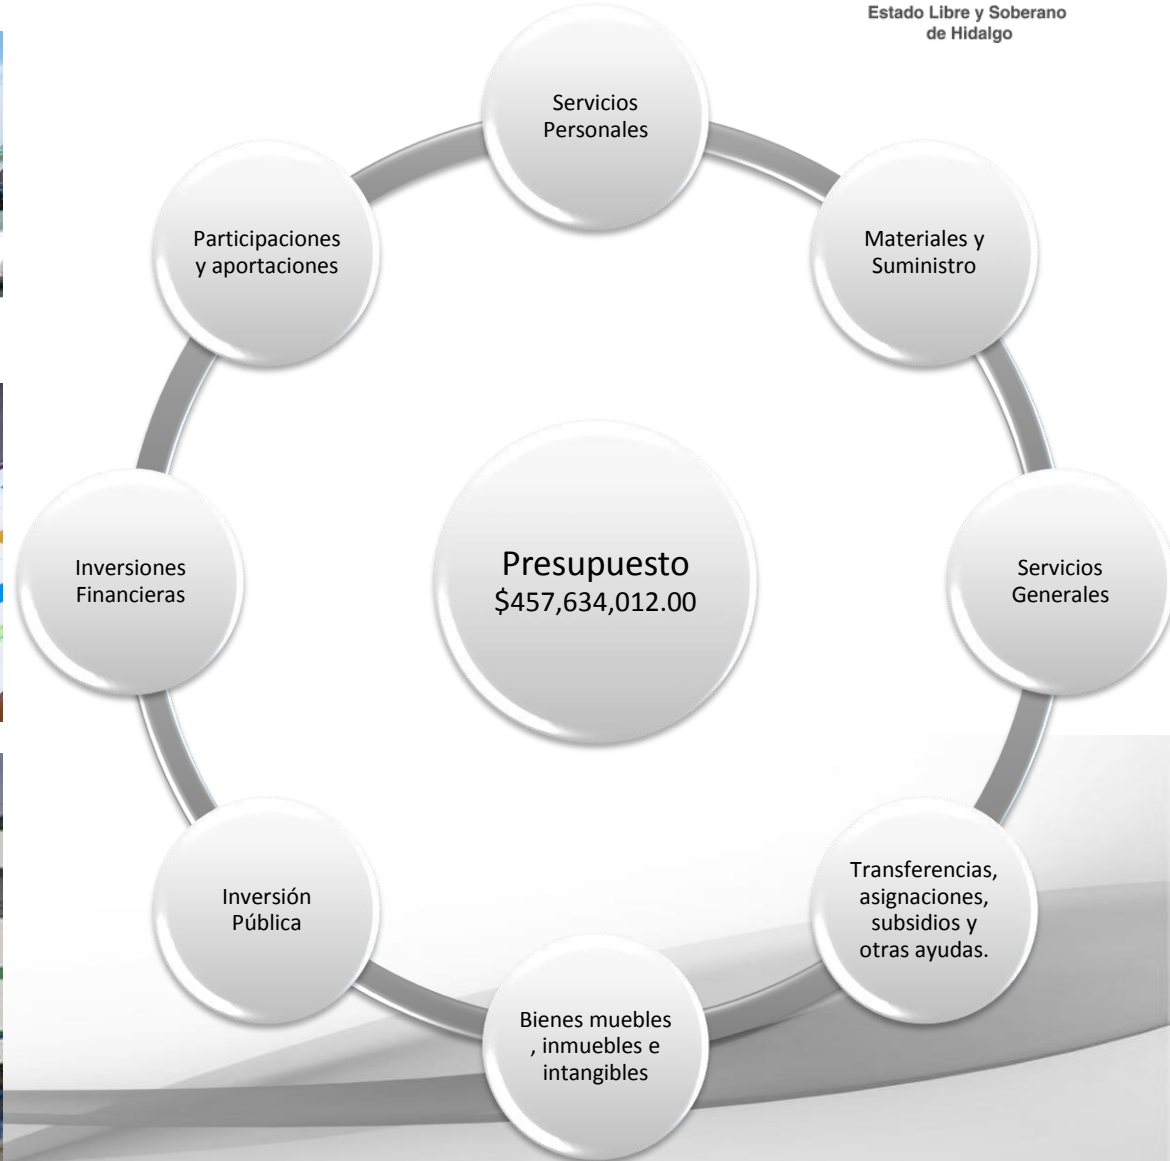 Estado Libre y Soberano
de Hidalgo
Servicios
Personales
Materiales y
Suministro
Servicios
Generales
Transferencias,
asignaciones,
subsidios y
otras ayudas.
Bienes muebles
, inmuebles e
intangibles
Inversión
Pública
Inversiones
Financieras
Participaciones
y aportaciones
Presupuesto
$457,634,012.00